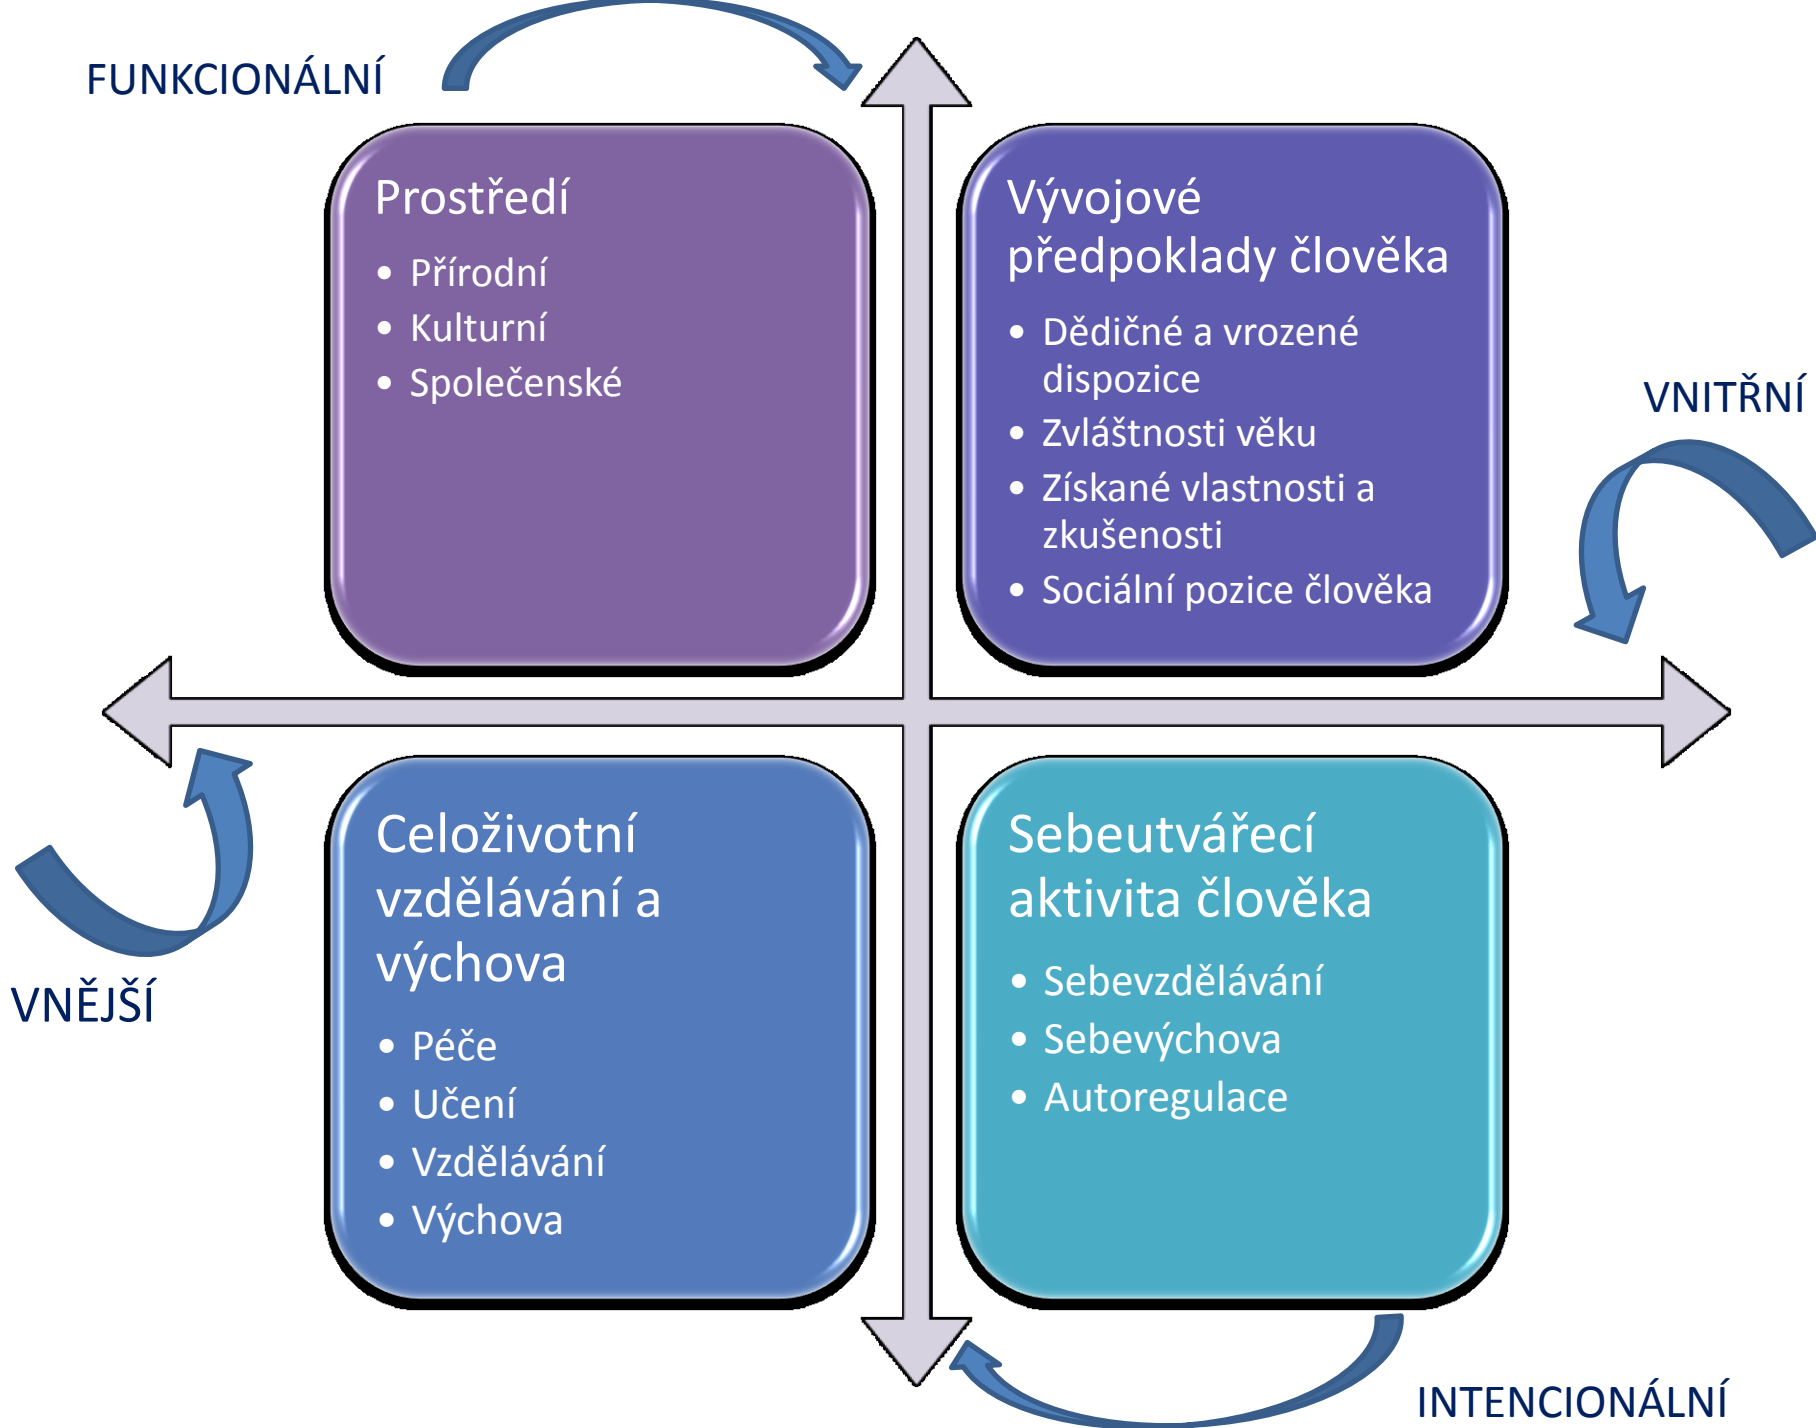 FUNKCIONÁLNÍ
Prostředí
• Přírodní
• Kulturní
• Společenské
Vývojové
předpoklady člověka
• Dědičné a vrozené
dispozice
• Zvláštnosti věku
• Získané vlastnosti a
zkušenosti
• Sociální pozice člověka
VNITŘNÍ
VNĚJŠÍ
Celoživotní
vzdělávání a
výchova
• Péče
• Učení
• Vzdělávání
• Výchova
Sebeutvářecí
aktivita člověka
• Sebevzdělávání
• Sebevýchova
• Autoregulace
INTENCIONÁLNÍ